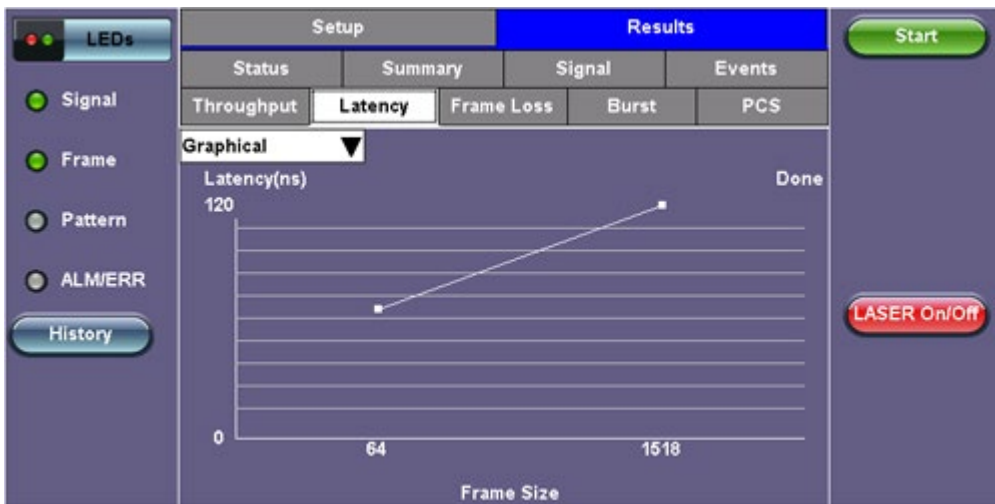 LEDs
Setup
Results
Start
Status
Summary
Signal
Events
Signal
Throughput
Latency
Frame Loss
Burst
PCS
Frame
Graphical
Latency(ns)
Done
120
Pattern
ALM/ERR
History
LASER On/Off
0
64
1518
Frame Size